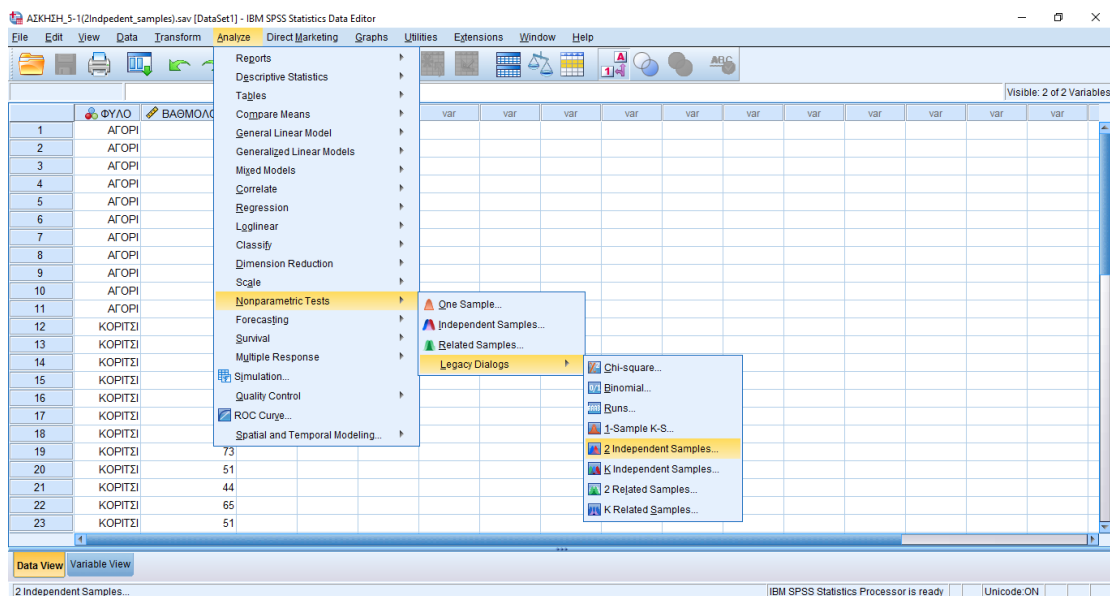 ΑΣΚΗΣΗ_5-1(2Indpedent_samples).sav [DataSet1] - IBM SPSS Statistics Data Editor
File Edit View Data Transform Analyze Direct Marketing Graphs Utilities Extensions Window Help
Visible: 2 of 2 Variables
ΦΥΛΟ ΒΑΘΜΟΛΟ var var var var var var var var var var var
1 ΑΓΟΡΙ
2 ΑΓΟΡΙ
3 ΑΓΟΡΙ
4 ΑΓΟΡΙ
5 ΑΓΟΡΙ
6 ΑΓΟΡΙ
7 ΑΓΟΡΙ
8 ΑΓΟΡΙ
9 ΑΓΟΡΙ
10 ΑΓΟΡΙ
11 ΑΓΟΡΙ
12 ΚΟΡΙΤΣΙ
13 ΚΟΡΙΤΣΙ
14 ΚΟΡΙΤΣΙ
15 ΚΟΡΙΤΣΙ
16 ΚΟΡΙΤΣΙ
17 ΚΟΡΙΤΣΙ
18 ΚΟΡΙΤΣΙ
19 ΚΟΡΙΤΣΙ 73
20 ΚΟΡΙΤΣΙ 51
21 ΚΟΡΙΤΣΙ 44
22 ΚΟΡΙΤΣΙ 65
23 ΚΟΡΙΤΣΙ 51
Reports
Descriptive Statistics
Tables
Compare Means
General Linear Model
Generalized Linear Models
Mixed Models
Correlate
Regression
Loglinear
Classify
Dimension Reduction
Scale
Nonparametric Tests
Forecasting
Survival
Multiple Response
Simulation...
Quality Control
ROC Curve...
Spatial and Temporal Modeling...
One Sample...
Independent Samples...
Related Samples...
Legacy Dialogs
Chi-square...
Binomial...
Runs...
1-Sample K-S...
2 Independent Samples...
K Independent Samples...
2 Related Samples...
K Related Samples...
Data View Variable View
2 Independent Samples... IBM SPSS Statistics Processor is ready Unicode:ON